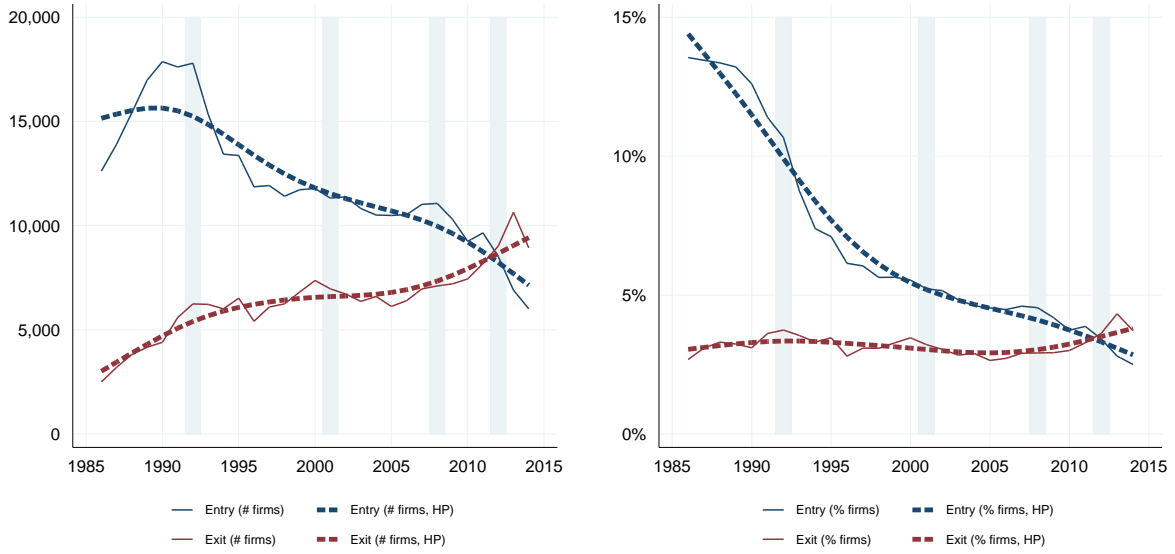 20,000
15,000
10,000
5,000
0
1985 1990 1995 2000 2005 2010 2015
Entry (# firms) Entry (# firms, HP)
Exit (# firms) Exit (# firms, HP)
15%
10%
5%
0%
1985 1990 1995 2000 2005 2010 2015
Entry (% firms) Entry (% firms, HP)
Exit (% firms) Exit (% firms, HP)